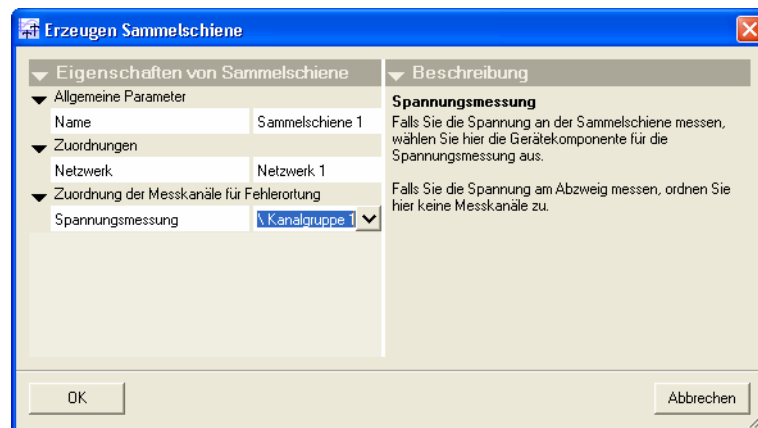 Erzeugen Sammelschiene
Eigenschaften von Sammelschiene
Allgemeine Parameter
Name Sammelschiene 1
Zuordnungen
Netzwerk Netzwerk 1
Zuordnung der Messkanäle für Fehlerortung
Spannungsmessung \ Kanalgruppe 1
Beschreibung
Spannungsmessung
Falls Sie die Spannung an der Sammelschiene messen,
wählen Sie hier die Gerätekomponente für die
Spannungsmessung aus.
Falls Sie die Spannung am Abzweig messen, ordnen Sie
hier keine Messkanäle zu.
OK
Abbrechen